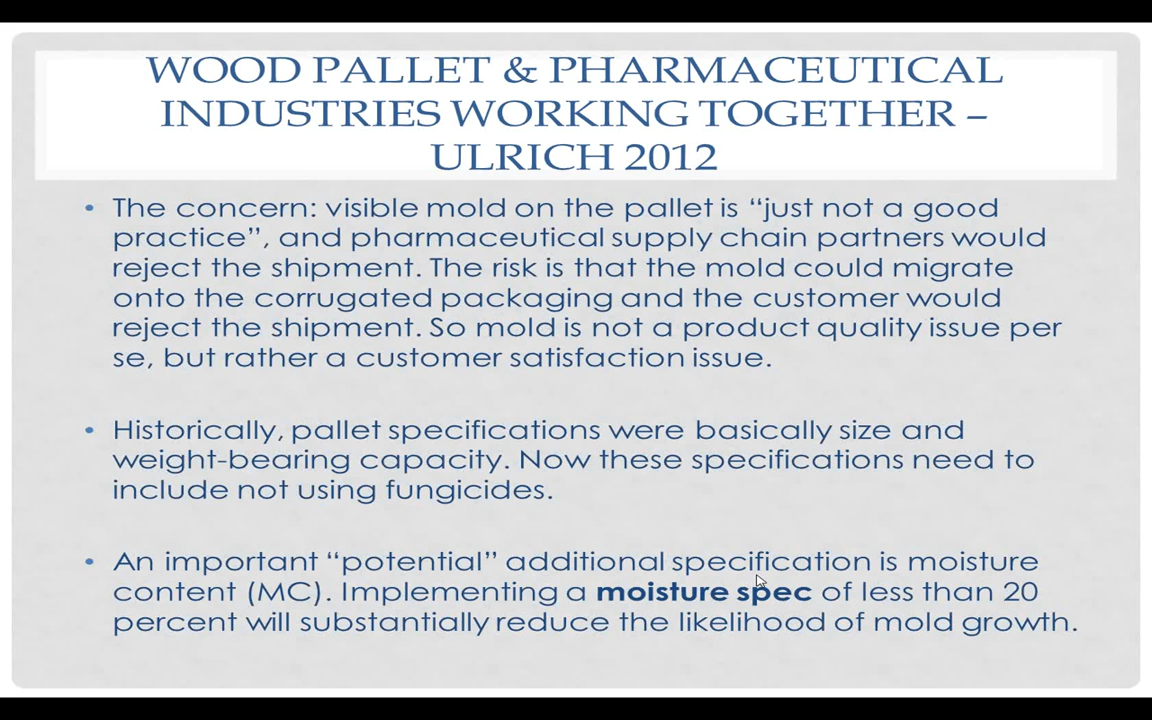 WOOD PALLET & PHARMACEUTICAL
INDUSTRIES WORKING TOGETHER –
ULRICH 2012
• The concern: visible mold on the pallet is “just not a good
practice”, and pharmaceutical supply chain partners would
reject the shipment. The risk is that the mold could migrate
onto the corrugated packaging and the customer would
reject the shipment. So mold is not a product quality issue per
se, but rather a customer satisfaction issue.
• Historically, pallet specifications were basically size and
weight-bearing capacity. Now these specifications need to
include not using fungicides.
• An important “potential” additional specification is moisture
content (MC). Implementing a moisture spec of less than 20
percent will substantially reduce the likelihood of mold growth.